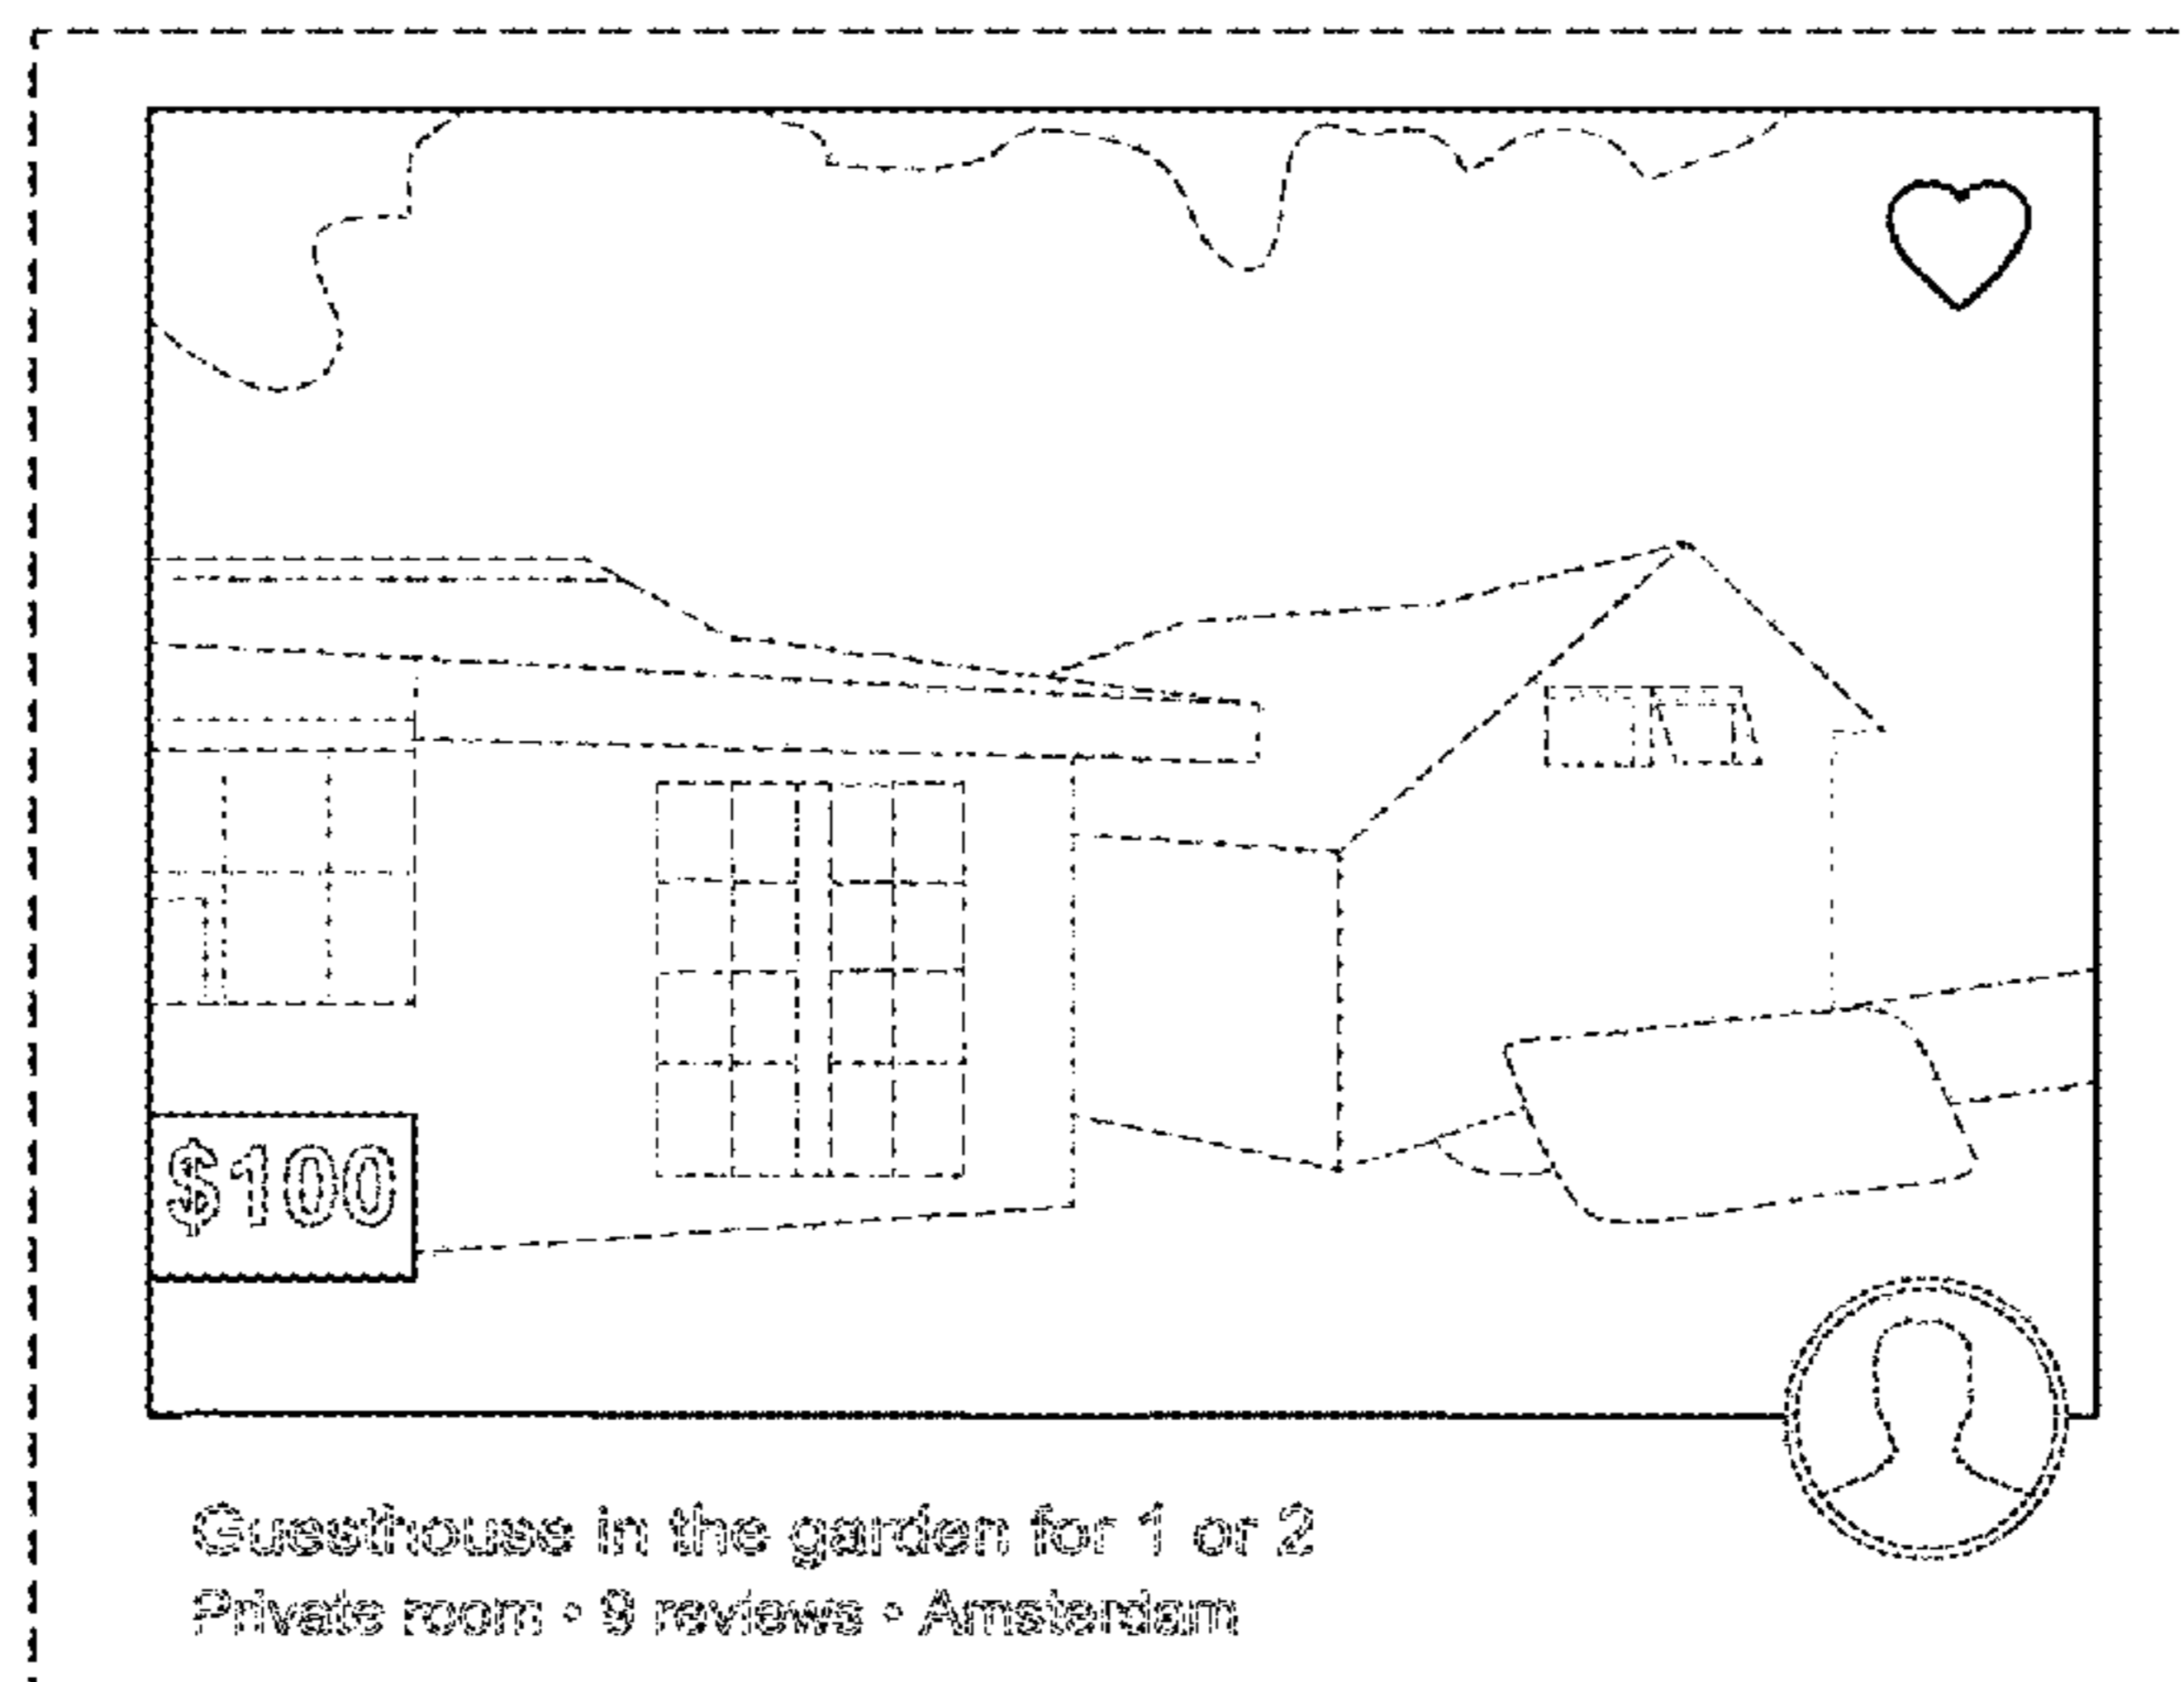 $100
Guesthouse in the garden for 1 or 2
Private room • 9 reviews • Amsterdam